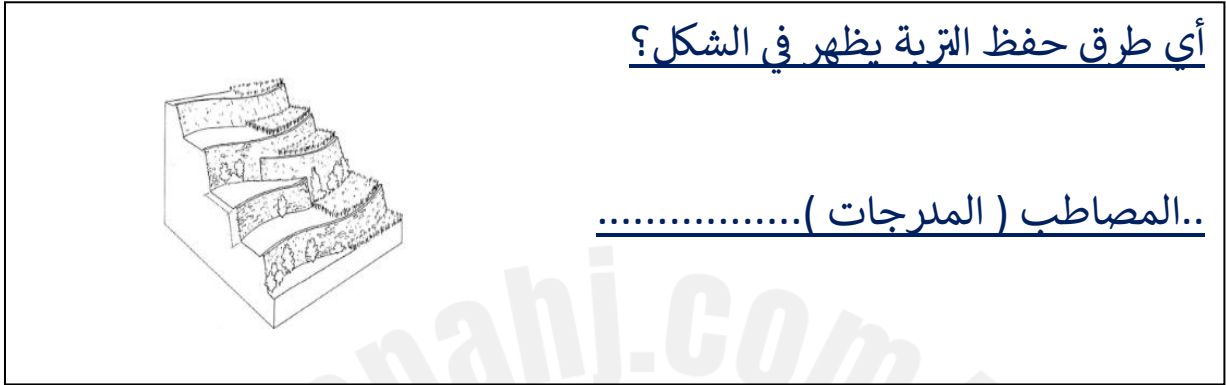 أي طرق حفظ التربة يظهر في الشكل؟
..المصاطب ( المدرجات )..................